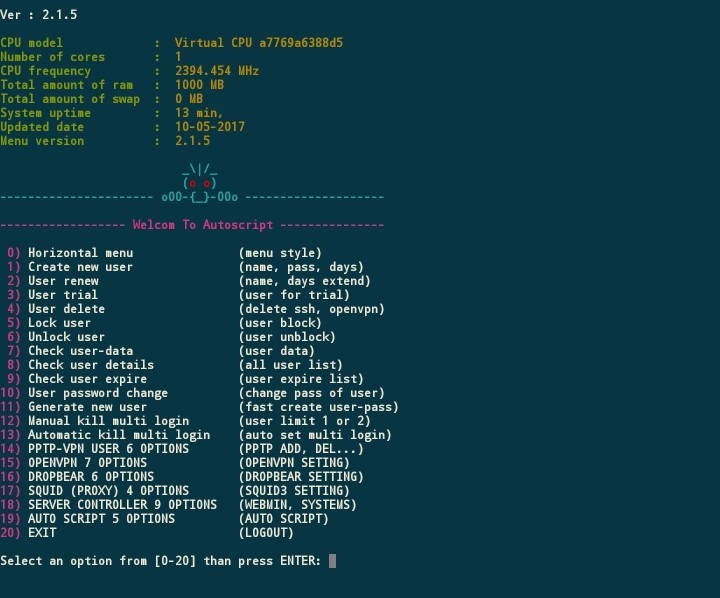 Ver : 2.1.5
CPU model : Virtual CPU a7769a6388d5
Number of cores : 1
CPU frequency : 2394.454 MHz
Total amount of ram : 1000 MB
Total amount of swap : 0 MB
System uptime : 13 min,
Updated date : 10-05-2017
Menu version : 2.1.5
_\|/_
(o o)
---------------------- oOO-{_}-OOo --------------------
------------------ Welcom To Autoscript ---------------
0) Horizontal menu (menu style)
1) Create new user (name, pass, days)
2) User renew (name, days extend)
3) User trial (user for trial)
4) User delete (delete ssh, openvpn)
5) Lock user (user block)
6) Unlock user (user unblock)
7) Check user-data (user data)
8) Check user details (all user list)
9) Check user expire (user expire list)
10) User password change (change pass of user)
11) Generate new user (fast create user-pass)
12) Manual kill multi login (user limit 1 or 2)
13) Automatic kill multi login (auto set multi login)
14) PPTP-VPN USER 6 OPTIONS (PPTP ADD, DEL...)
15) OPENVPN 7 OPTIONS (OPENVPN SETING)
16) DROPBEAR 6 OPTIONS (DROPBEAR SETTING)
17) SQUID (PROXY) 4 OPTIONS (SQUID3 SETTING)
18) SERVER CONTROLLER 9 OPTIONS (WEBMIN, SYSTEMS)
19) AUTO SCRIPT 5 OPTIONS (AUTO SCRIPT)
20) EXIT (LOGOUT)
Select an option from [0-20] than press ENTER: